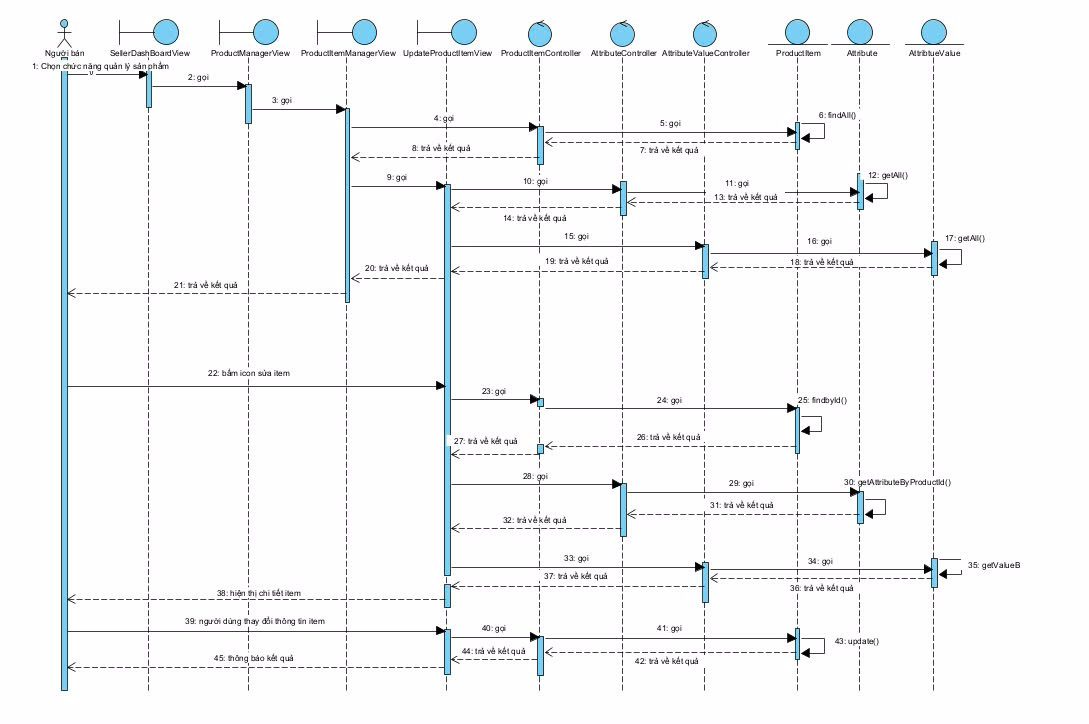 Người bán
SellerDashBoardView
ProductManagerView
ProductItemManagerView
UpdateProductItemView
ProductItemController
AttributeController
AttributeValueController
ProductItem
Attribute
AttribtueValue
1: Chọn chức năng quản lý sản phẩm
2: gọi
3: gọi
4: gọi
5: gọi
6: findAll()
7: trả về kết quả
8: trả về kết quả
9: gọi
10: gọi
11: gọi
12: getAll()
13: trả về kết quả
14: trả về kết quả
15: gọi
16: gọi
17: getAll()
18: trả về kết quả
19: trả về kết quả
20: trả về kết quả
21: trả về kết quả
22: bấm icon sửa item
23: gọi
24: gọi
25: findbyId()
26: trả về kết quả
27: trả về kết quả
28: gọi
29: gọi
30: getAttributeByProductId()
31: trả về kết quả
32: trả về kết quả
33: gọi
34: gọi
35: getValueB
36: trả về kết quả
37: trả về kết quả
38: hiện thị chi tiết item
39: người dùng thay đổi thông tin item
40: gọi
41: gọi
42: trả về kết quả
43: update()
44: trả về kết quả
45: thông báo kết quả